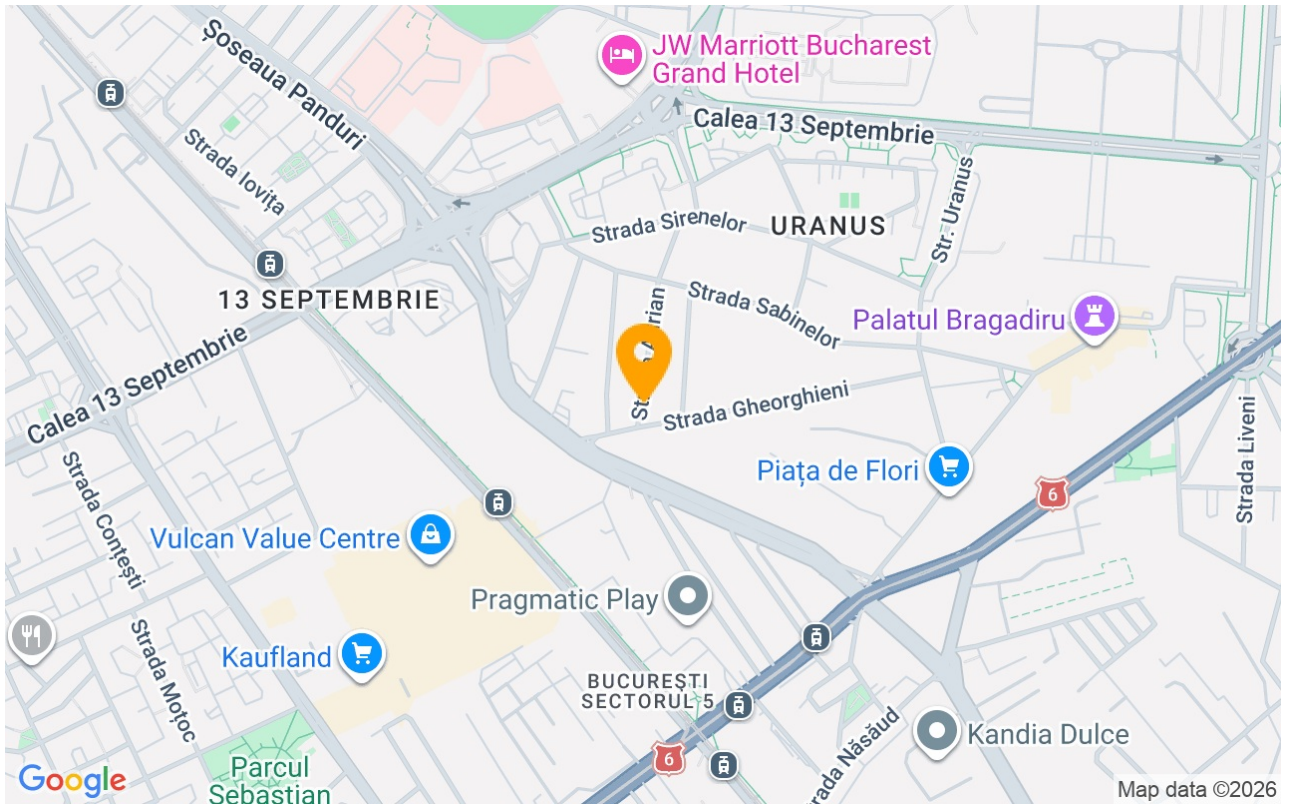 Șoseaua Panduri
JW Marriott Bucharest
Grand Hotel
Calea 13 Septembrie
Strada Iovița
Str. Uranus
Strada Sirenelor
URANUS
13 SEPTEMBRIE
Strada Sabinelor
Palatul Bragadiru
Calea 13 Septembrie
Strada Gheorghieni
Strada Liveni
Piața de Flori
6
Strada Conțești
Vulcan Value Centre
Pragmatic Play
Strada Moțoc
Kaufland
BUCUREȘTI
SECTORUL 5
Kandia Dulce
Năsăud
6
Parcul
Sebastian
Google
Map data ©2026